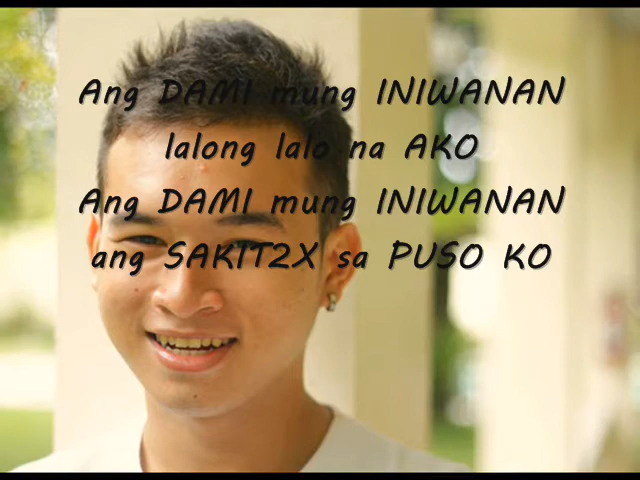 Ang DAMI mung INIWANAN
lalong lalo na AKO
Ang DAMI mung INIWANAN
ang SAKIT2X sa PUSO KO